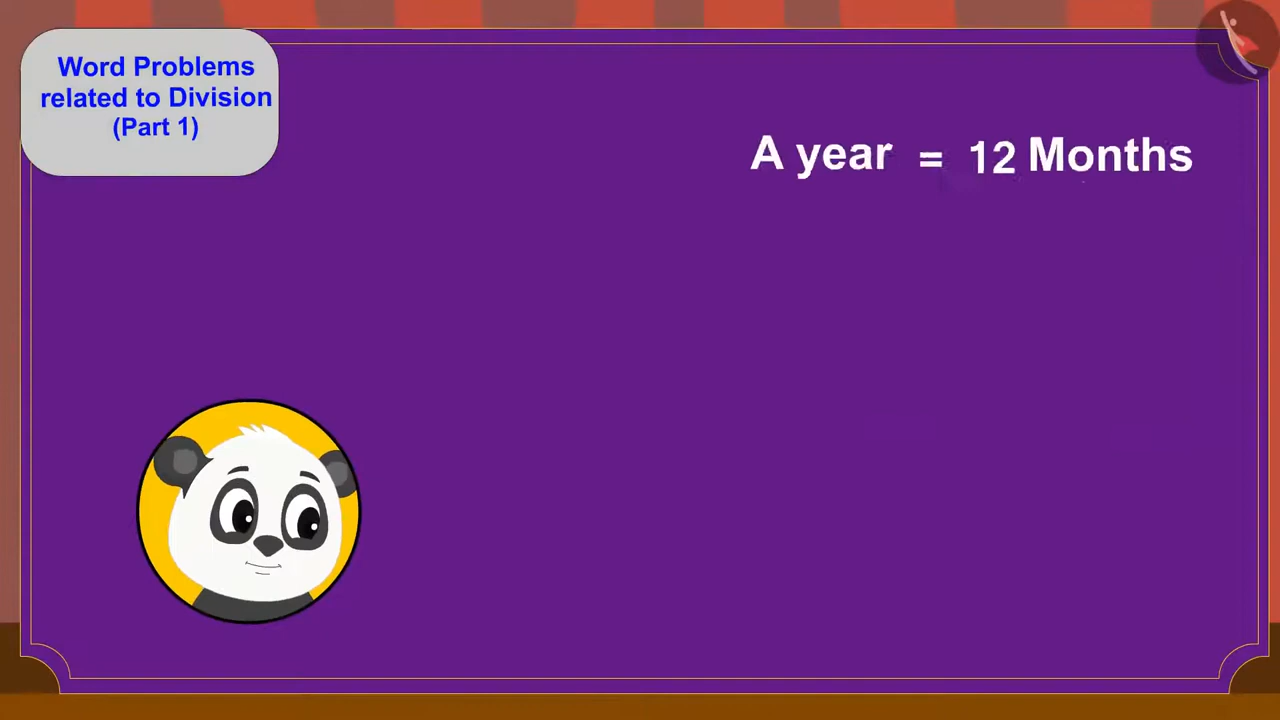 Word Problems
related to Division
(Part 1)
A year = 12 Months